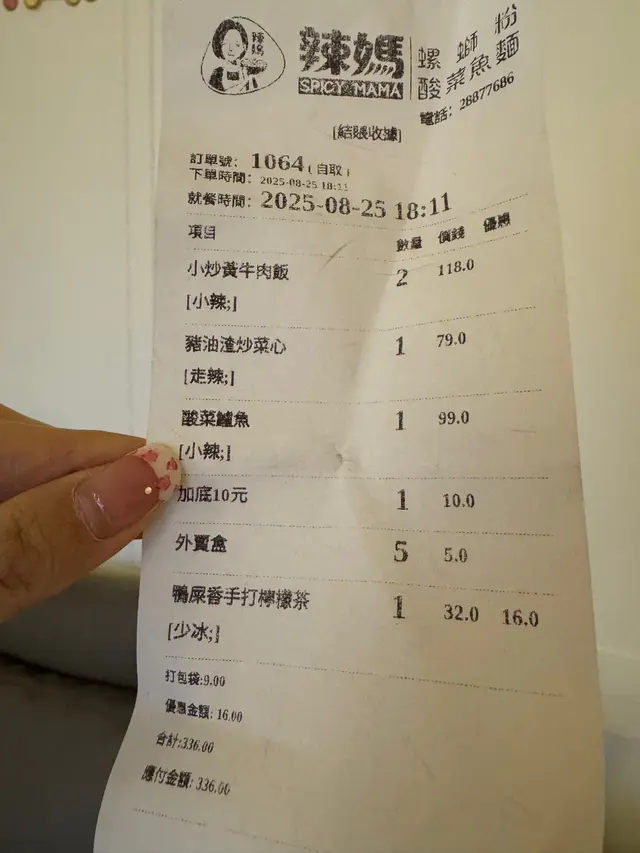 辣媽
辣媽
SPICY MAMA
螺螄粉
酸菜魚麵
電話：28877686
[結賬收據]
訂單號：1064(自取)
下單時間：2025-08-25 18:11
就餐時間：2025-08-25 18:11
項目 數量 價錢 優惠
小炒黃牛肉飯 2 118.0
[小辣;]
豬油渣炒菜心 1 79.0
[走辣;]
酸菜鱸魚 1 99.0
[小辣;]
加底10元 1 10.0
外賣盒 5 5.0
鴨屎香手打檸檬茶 1 32.0 16.0
[少冰;]
打包袋:9.00
優惠金額: 16.00
合計:336.00
應付金額: 336.00